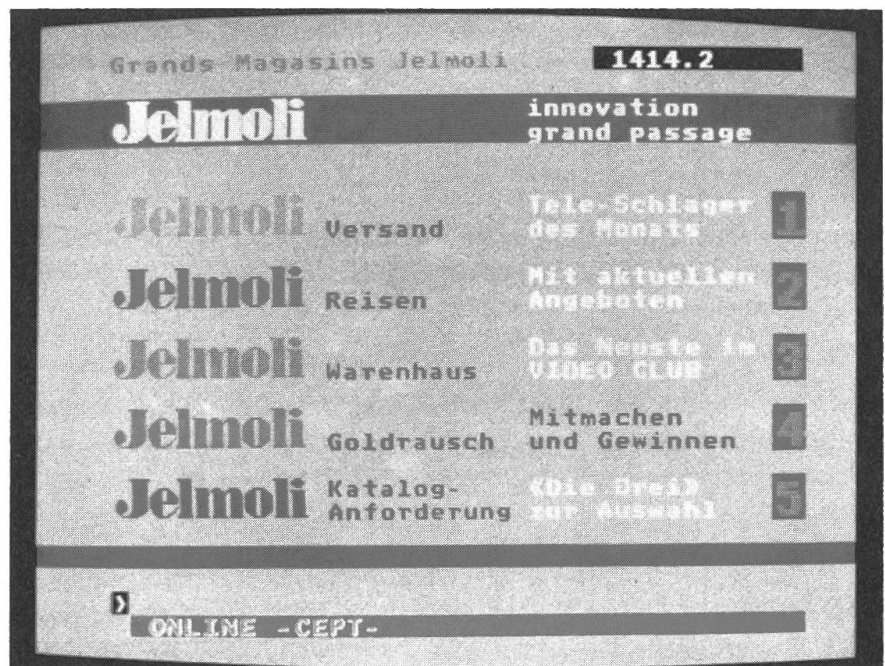 Grands Magasins Jelmoli 1414.2
Jelmoli innovation
grand passage
Jelmoli Versand Tele-Schlager
des Monats 1
Jelmoli Reisen Mit aktuellen
Angeboten 2
Jelmoli Warenhaus Das Neuste im
VIDEO CLUB 3
Jelmoli Goldrausch Mitmachen
und Gewinnen 4
Jelmoli Katalog-
Anforderung «Die Drei»
zur Auswahl 5
ONLINE -CEPT-